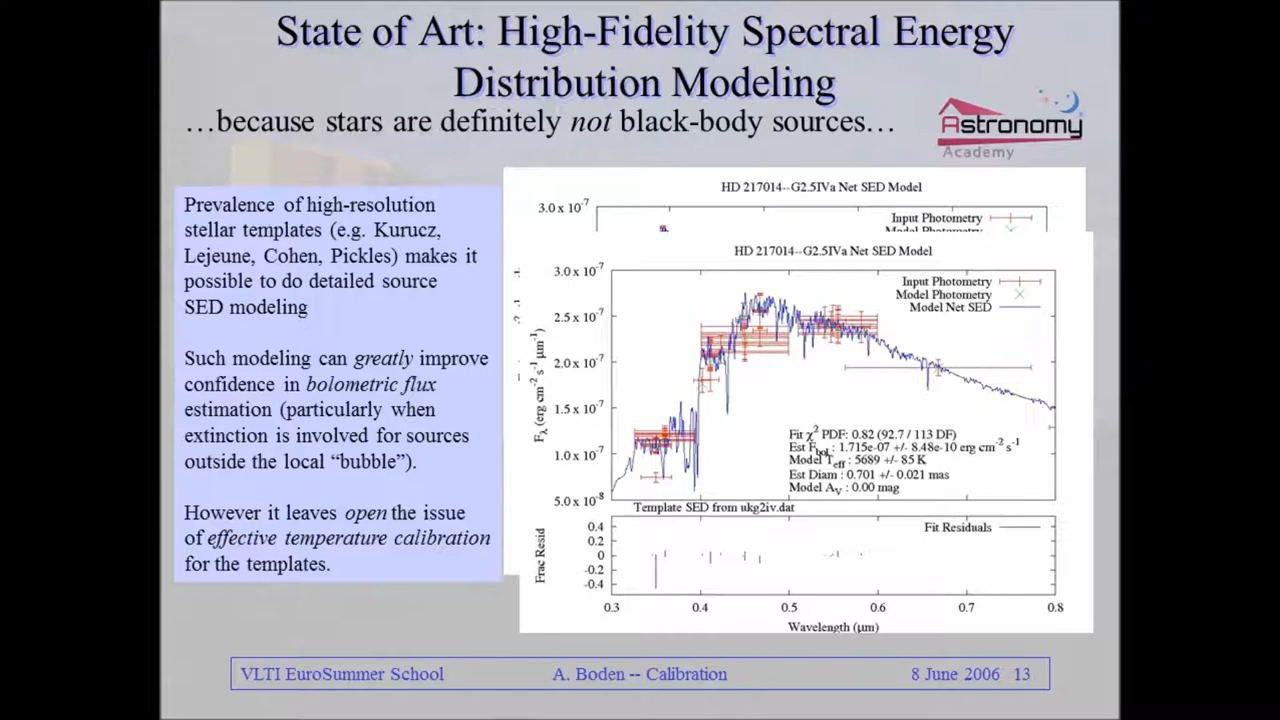 State of Art: High-Fidelity Spectral Energy
Distribution Modeling
…because stars are definitely not black-body sources…
Astronomy
Academy
Prevalence of high-resolution
stellar templates (e.g. Kurucz,
Lejeune, Cohen, Pickles) makes it
possible to do detailed source
SED modeling
Such modeling can greatly improve
confidence in bolometric flux
estimation (particularly when
extinction is involved for sources
outside the local “bubble”).
However it leaves open the issue
of effective temperature calibration
for the templates.
HD 217014--G2.5IVa Net SED Model
3.0 x 10^-7
Input Photometry
Model Photometry
HD 217014--G2.5IVa Net SED Model
3.0 x 10^-7
2.5 x 10^-7
2.0 x 10^-7
1.5 x 10^-7
1.0 x 10^-7
5.0 x 10^-8
F_λ (erg cm^-2 s^-1 μm^-1)
Input Photometry
Model Photometry
Model Net SED
Fit χ^2 PDF: 0.82 (92.7 / 113 DF)
Est F_bol : 1.715e-07 +/- 8.48e-10 erg cm^-2 s^-1
Model T_eff : 5689 +/- 85 K
Est Diam : 0.701 +/- 0.021 mas
Model A_V : 0.00 mag
Template SED from ukg2iv.dat
Frac Resid
0.4
0.2
0
-0.2
-0.4
Fit Residuals
0.3 0.4 0.5 0.6 0.7 0.8
Wavelength (μm)
VLTI EuroSummer School A. Boden -- Calibration 8 June 2006 13